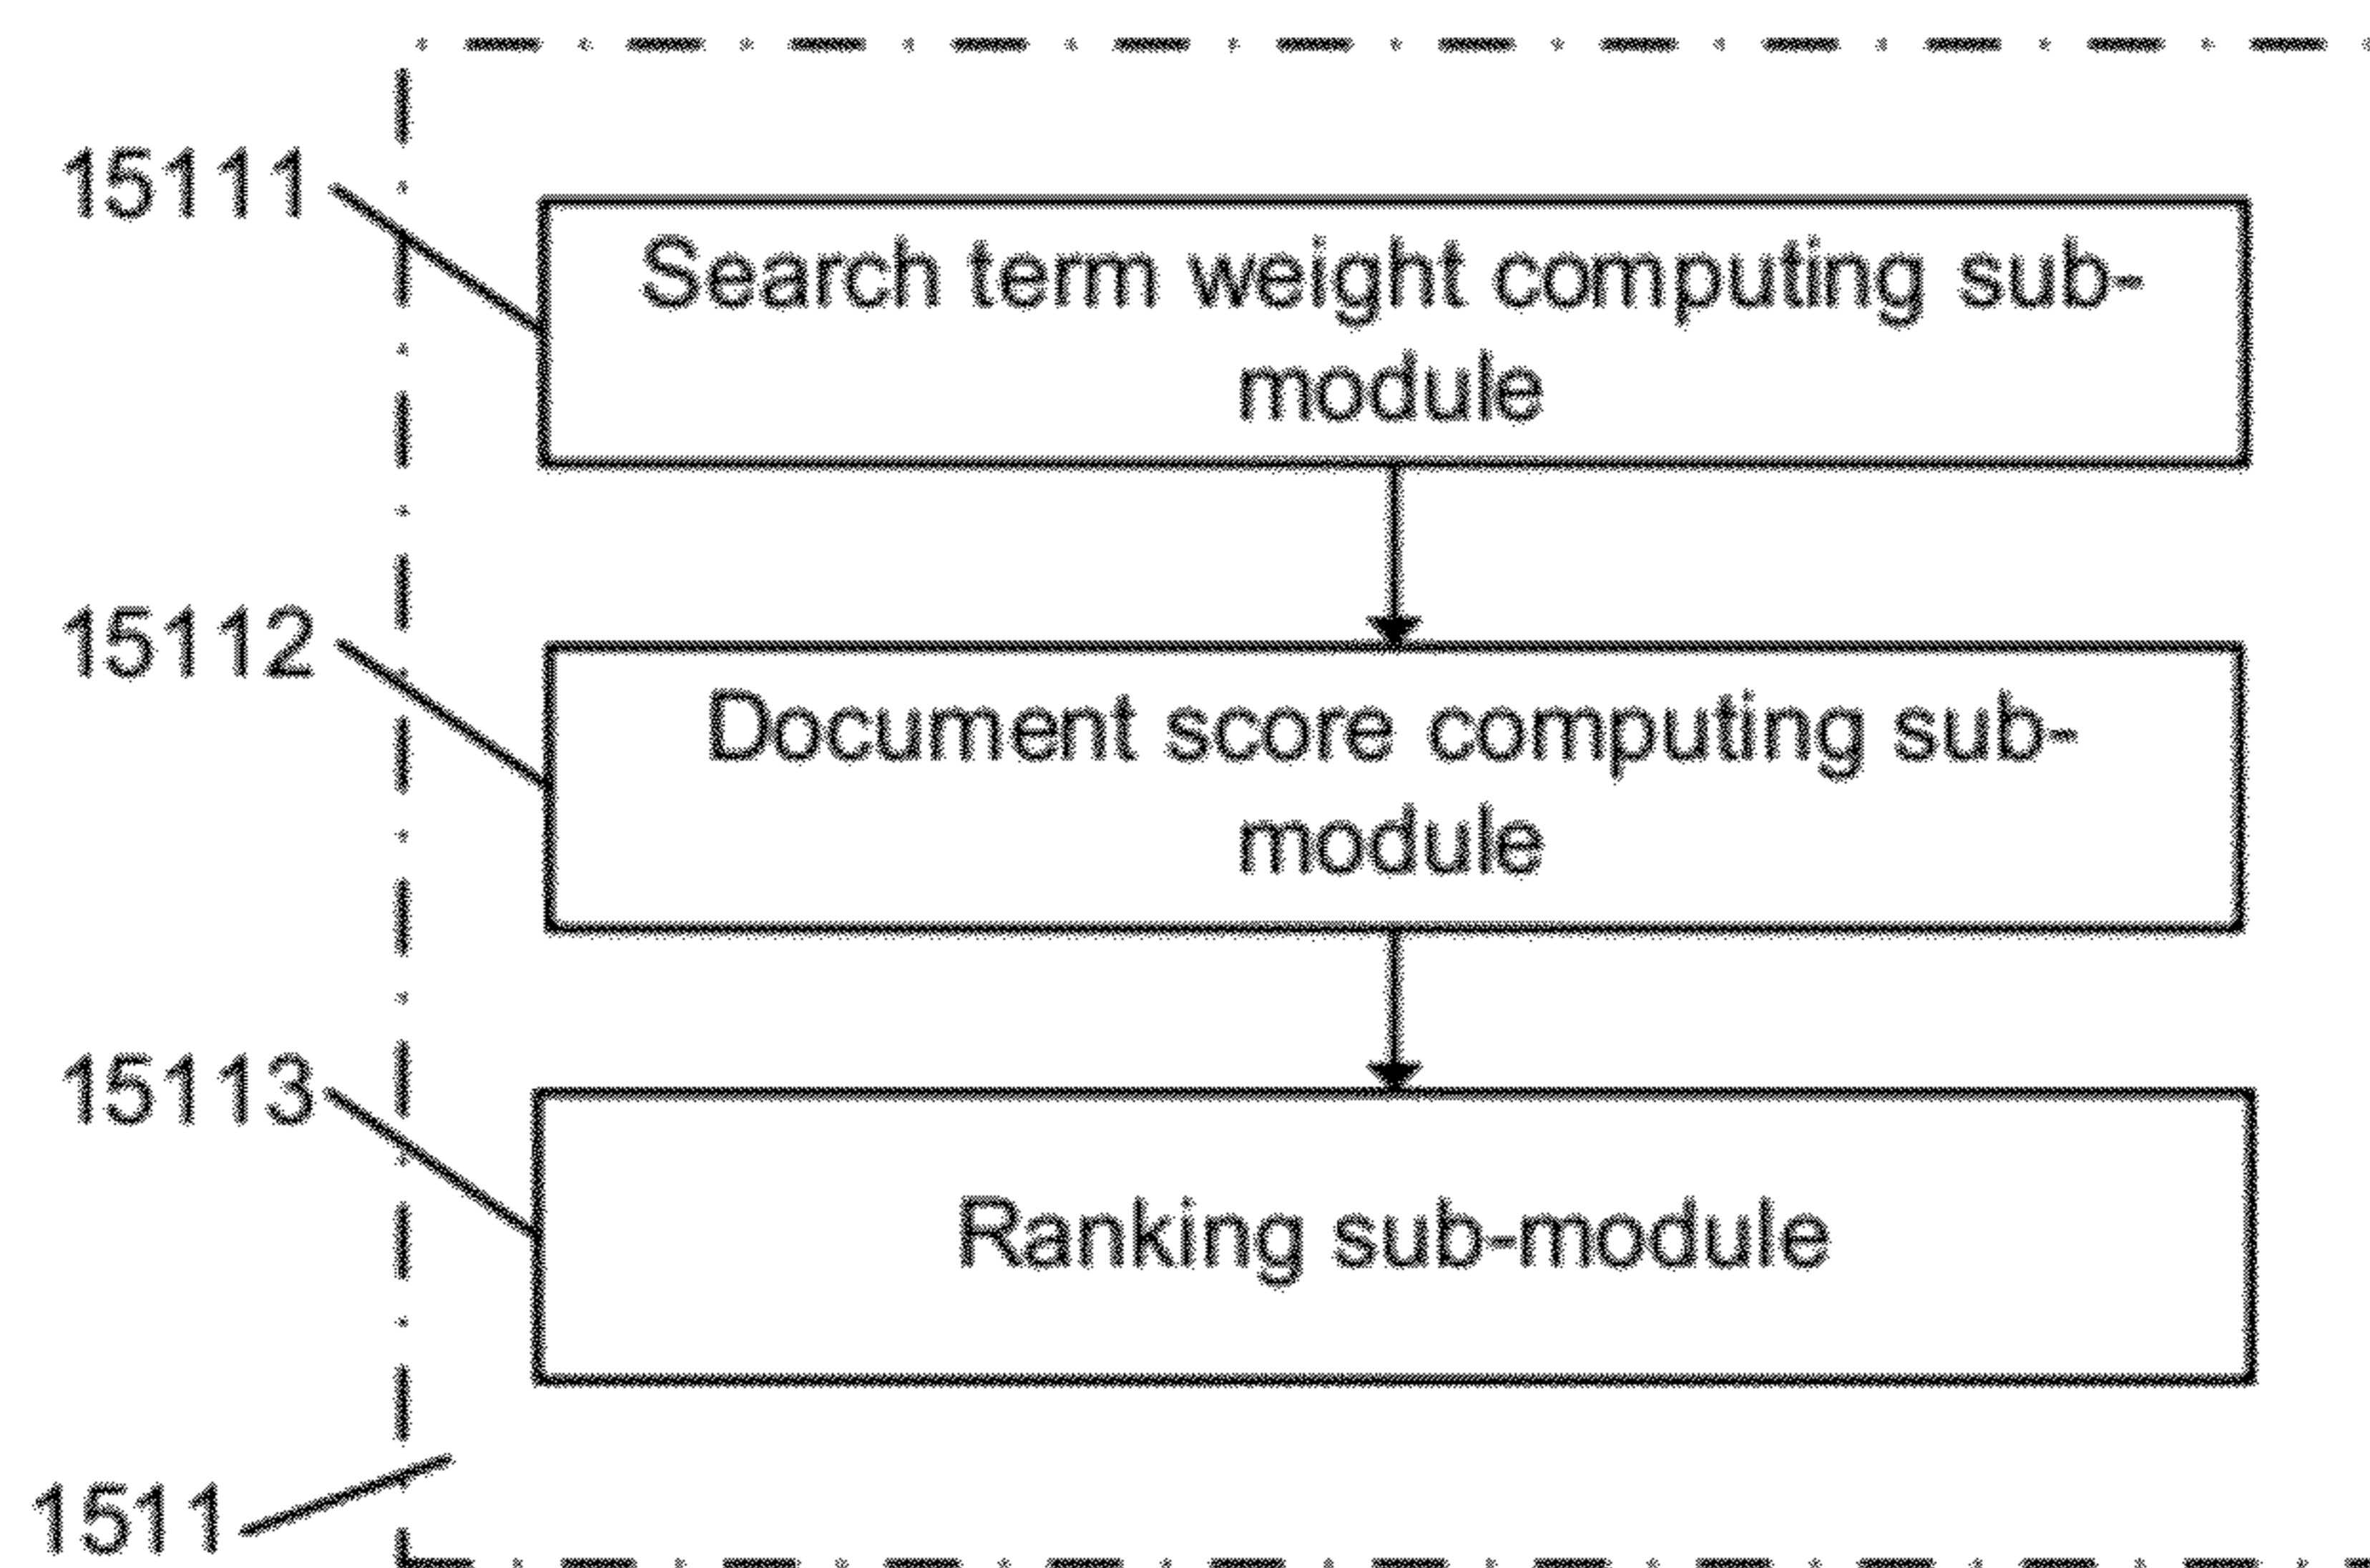 15111
Search term weight computing sub-
module
15112
Document score computing sub-
module
15113
Ranking sub-module
1511